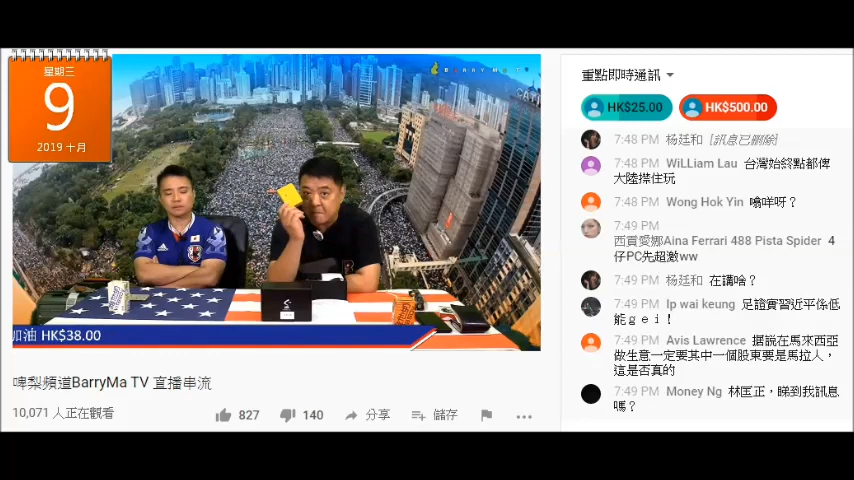 星期三
9
2019 十月
BARRYMA TV
加油 HK$38.00
啤梨頻道BarryMa TV 直播串流
10,071 人正在觀看
827
140
分享
儲存
重點即時通訊
HK$25.00
HK$500.00
7:48 PM 杨廷和 [訊息已刪除]
7:48 PM WiLLiam Lau 台灣始終點都俾
大陸㩒住玩
7:48 PM Wong Hok Yin 噏咩呀？
7:49 PM
西貢愛娜Aina Ferrari 488 Pista Spider 4
仔PC先超激ww
7:49 PM 杨廷和 在講啥？
7:49 PM Ip wai keung 足證實習近平係低
能ｇｅｉ！
7:49 PM Avis Lawrence 据説在馬來西亞
做生意一定要其中一個股東要是馬拉人，
這是否真的
7:49 PM Money Ng 林匡正，睇到我訊息
嗎？